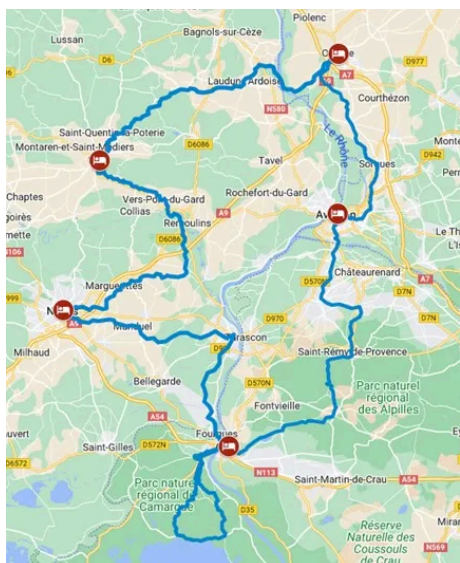 Piolenc
Lussan
Bagnols-sur-Cèze
D977
D6
A7
Laudun-Ardoise
Courthézon
N580
Saint-Quentin-la-Poterie
D6086
Le Rhône
Montaren-et-Saint-Médiers
Tavel
Sorgues
D942
Rochefort-du-Gard
Vers-Pont-du-Gard
Collias
A9
Remoulins
D6086
D570N
Châteaurenard
A7
Marguerittes
D7N
D970
D7N
Manduel
Tarascon
Saint-Rémy-de-Provence
Milhaud
D570N
Parc naturel
régional
des Alpilles
Bellegarde
Fontvieille
A54
Fourques
Saint-Gilles
D572N
D6572
N113
Saint-Martin-de-Crau
A54
Parc nature
régional de
Camargue
D35
Réserve
Naturelle des
Coussouls
de Crau
N569